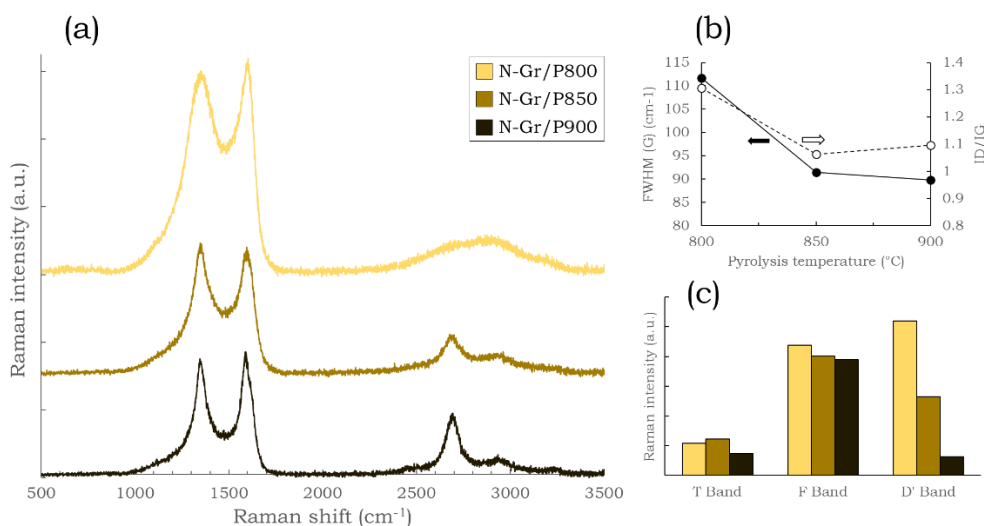 (a)
N-Gr/P800
N-Gr/P850
N-Gr/P900
Raman intensity (a.u.)
500 1000 1500 2000 2500 3000 3500
Raman shift (cm-1)
(b)
115
110
105
100
95
90
85
80
FWHM (G) (cm-1)
1.4
1.3
1.2
1.1
1
0.9
0.8
ID/IG
800 850 900
Pyrolysis temperature (°C)
(c)
Raman intensity (a.u.)
T Band F Band D' Band